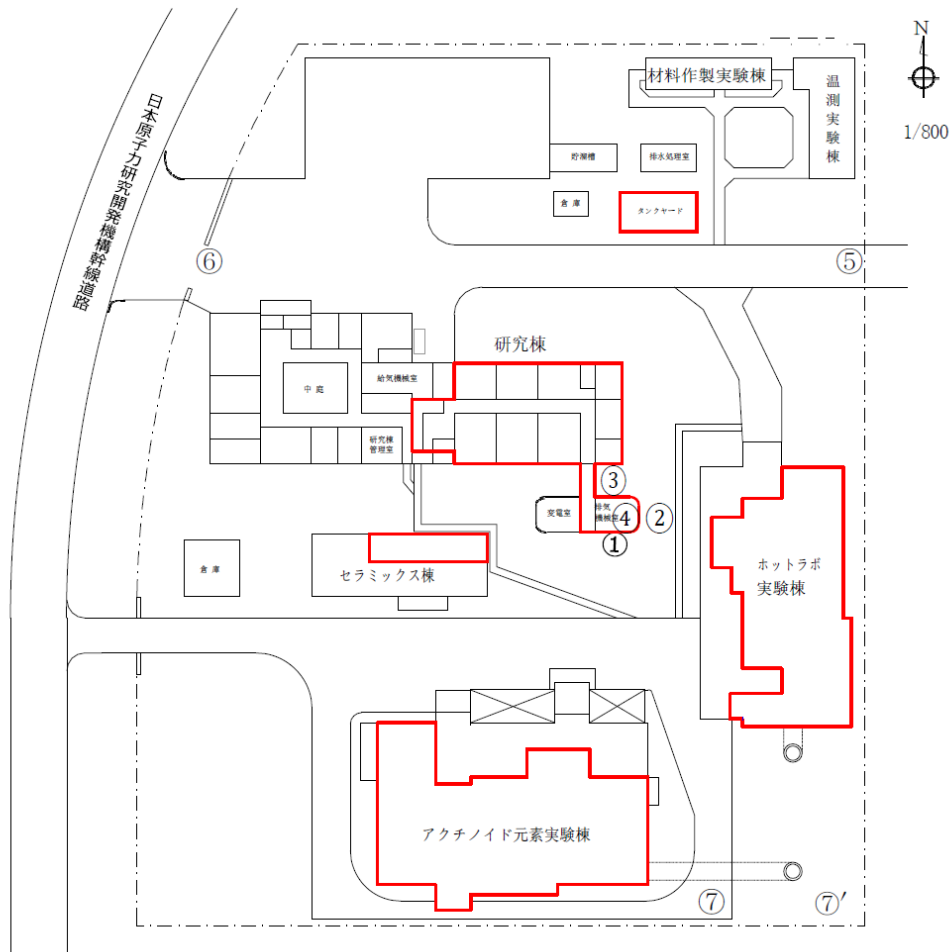 N
1/800
材料作製実験棟
温測実験棟
日本原子力研究開発機構幹線道路
貯溜槽
排水処理室
倉庫
タンクヤード
⑥
⑤
研究棟
中庭
給気機械室
研究棟
管理室
③
変電室
排気
機械室
④
②
①
倉庫
セラミックス棟
ホットラボ
実験棟
アクチノイド元素実験棟
⑦
⑦′